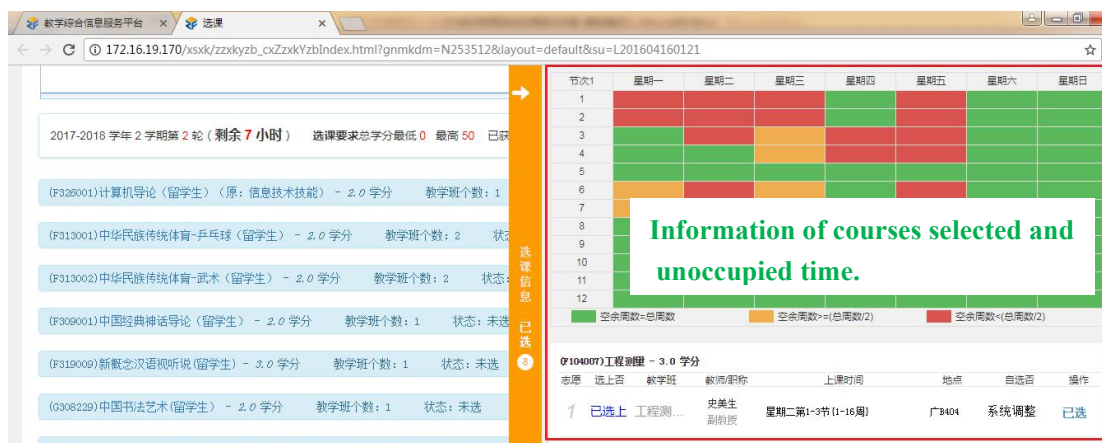 教学综合信息服务平台
选课
172.16.19.170/xsxk/zzxkyzb_cxZzxkYzbIndex.html?gnmkdm=N253512&layout=default&su=L201604160121
2017-2018 学年 2 学期第 2 轮（剩余 7 小时） 选课要求总学分最低 0 最高 50 已获
(F326001)计算机导论（留学生）（原：信息技术技能） - 2.0 学分 教学班个数：1
(F313001)中华民族传统体育-乒乓球（留学生） - 2.0 学分 教学班个数：2 状
(F313002)中华民族传统体育-武术（留学生） - 2.0 学分 教学班个数：2 状态：
(F309001)中国经典神话导论（留学生） - 2.0 学分 教学班个数：1 状态：未选
(F319009)新概念汉语视听说(留学生) - 3.0 学分 教学班个数：1 状态：未选
(G308229)中国书法艺术(留学生) - 2.0 学分 教学班个数：1 状态：未选
选课信息 已选 8
节次1 星期一 星期二 星期三 星期四 星期五 星期六 星期日
1
2
3
4
5
6
7
8
9
10
11
12
Information of courses selected and
unoccupied time.
空余周数=总周数 空余周数>=(总周数/2) 空余周数<(总周数/2)
(F104007)工程测量 - 3.0 学分
志愿 选上否 教学班 教师/职称 上课时间 地点 自选否 操作
1 已选上 工程测... 史美生 星期二第1-3节{1-16周} 广B404 系统调整 已选
副教授